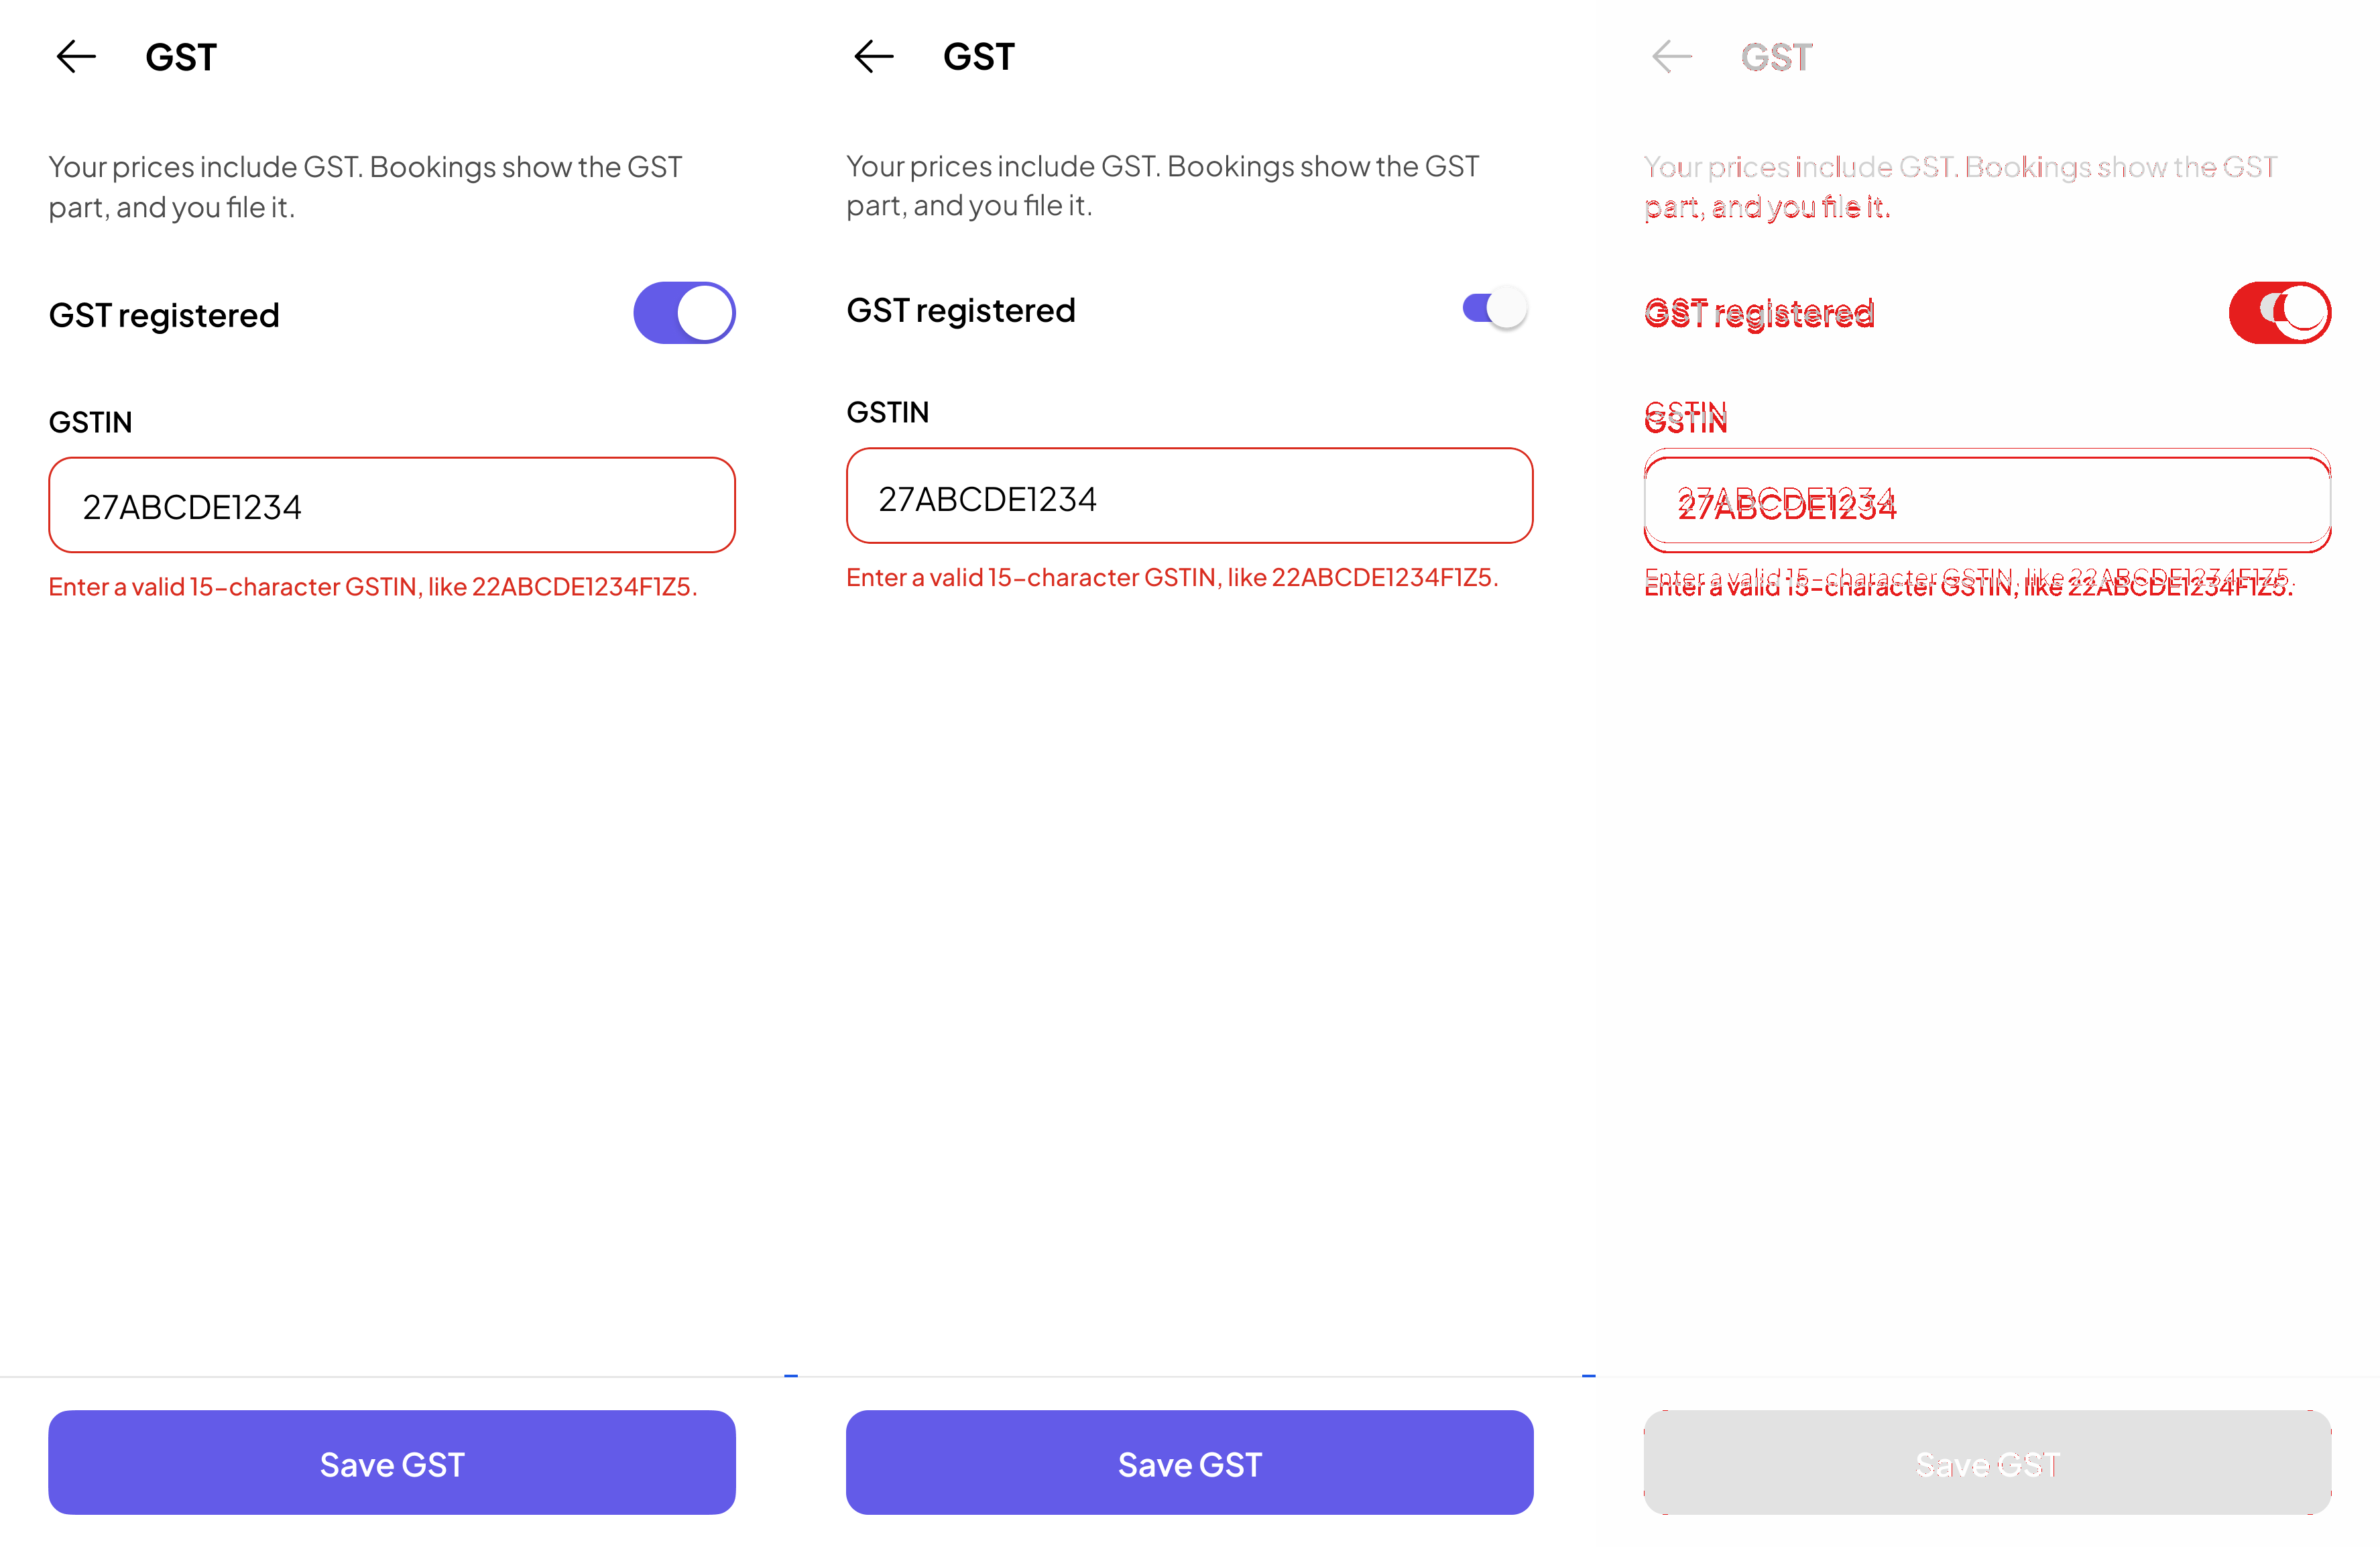 GST
Your prices include GST. Bookings show the GST
part, and you file it.
GST registered
GSTIN
27ABCDE1234
Enter a valid 15-character GSTIN, like 22ABCDE1234F1Z5.
Save GST
GST
Your prices include GST. Bookings show the GST
part, and you file it.
GST registered
GSTIN
27ABCDE1234
Enter a valid 15-character GSTIN, like 22ABCDE1234F1Z5.
Save GST
GST
Your prices include GST. Bookings show the GST
part, and you file it.
GST registered
GSTIN
27ABCDE1234
Enter a valid 15-character GSTIN, like 22ABCDE1234F1Z5.
Save GST